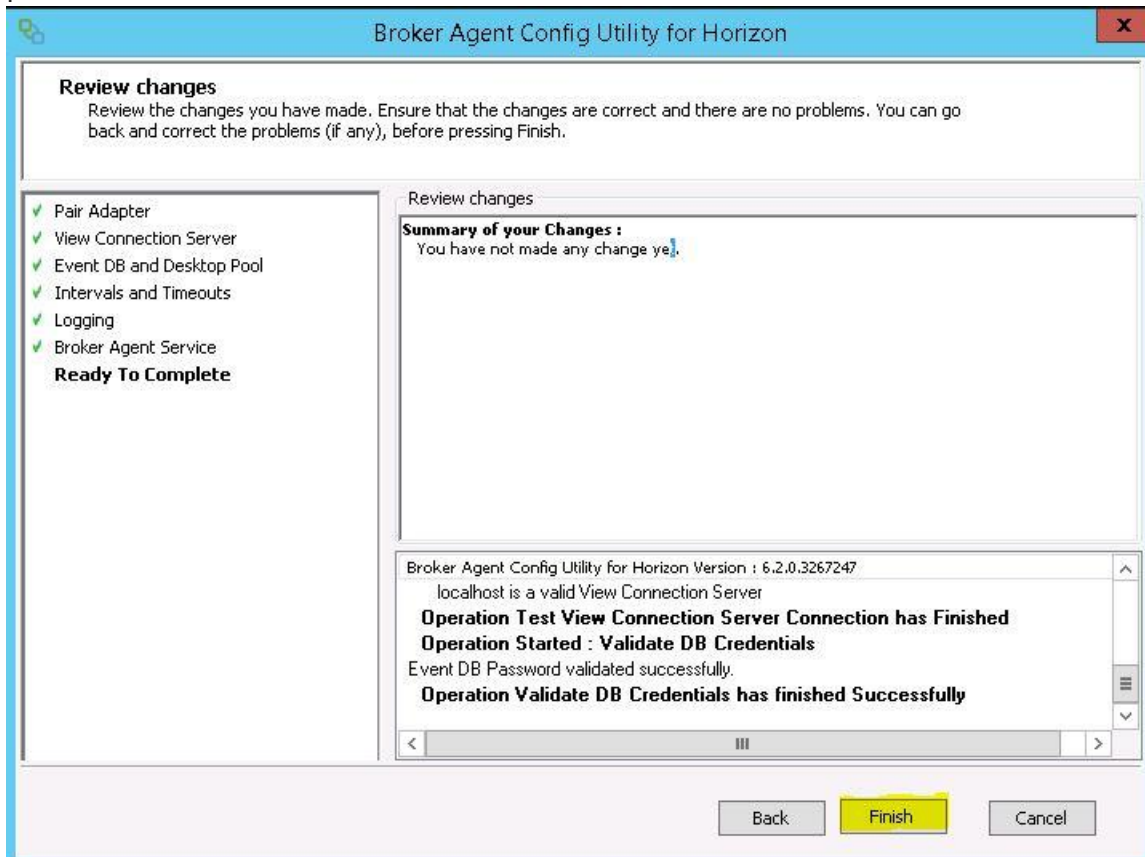 Broker Agent Config Utility for Horizon
x
Review changes
Review the changes you have made. Ensure that the changes are correct and there are no problems. You can go
back and correct the problems (if any), before pressing Finish.
Pair Adapter
View Connection Server
Event DB and Desktop Pool
Intervals and Timeouts
Logging
Broker Agent Service
Ready To Complete
Review changes
Summary of your Changes :
You have not made any change yet.
Broker Agent Config Utility for Horizon Version : 6.2.0.3267247
localhost is a valid View Connection Server
Operation Test View Connection Server Connection has Finished
Operation Started : Validate DB Credentials
Event DB Password validated successfully.
Operation Validate DB Credentials has finished Successfully
Back
Finish
Cancel